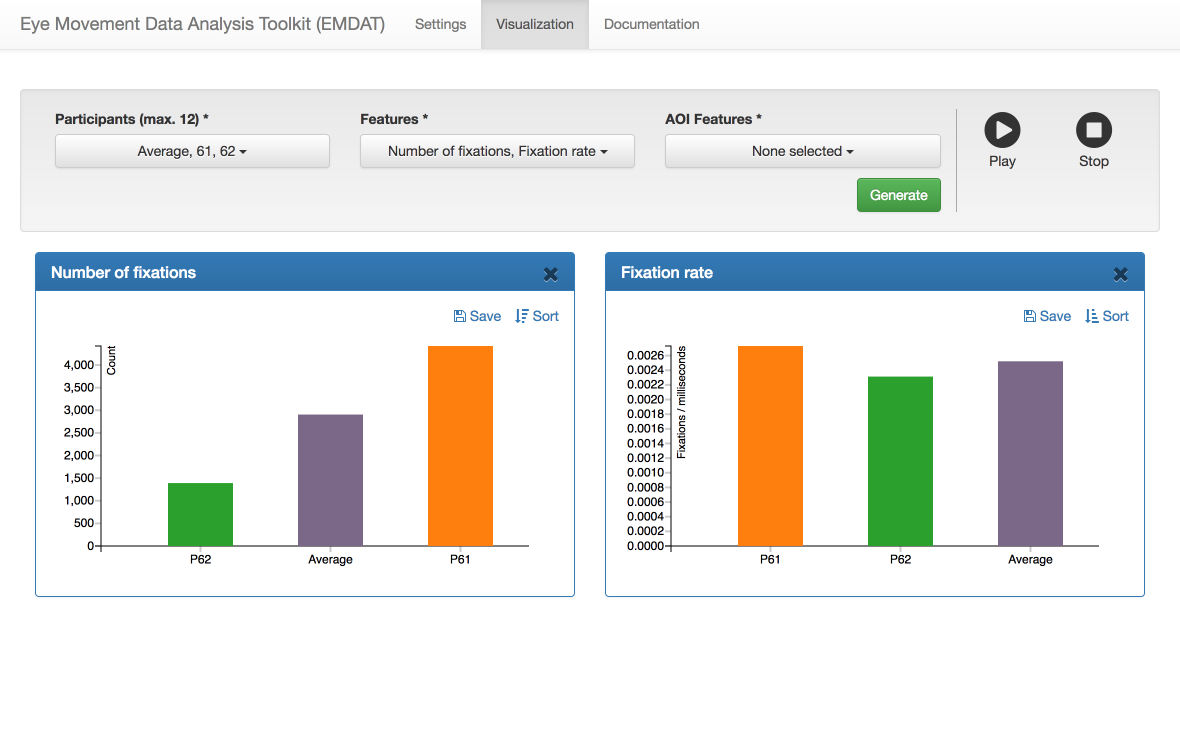 Eye Movement Data Analysis Toolkit (EMDAT) Settings Visualization Documentation
Participants (max. 12) *
Average, 61, 62
Features *
Number of fixations, Fixation rate
AOI Features *
None selected
Generate
Play
Stop
Number of fixations
Save Sort
Count
4,000
3,500
3,000
2,500
2,000
1,500
1,000
500
0
P62 Average P61
Fixation rate
Save Sort
Fixations / milliseconds
0.0026
0.0024
0.0022
0.0020
0.0018
0.0016
0.0014
0.0012
0.0010
0.0008
0.0006
0.0004
0.0002
0.0000
P61 P62 Average